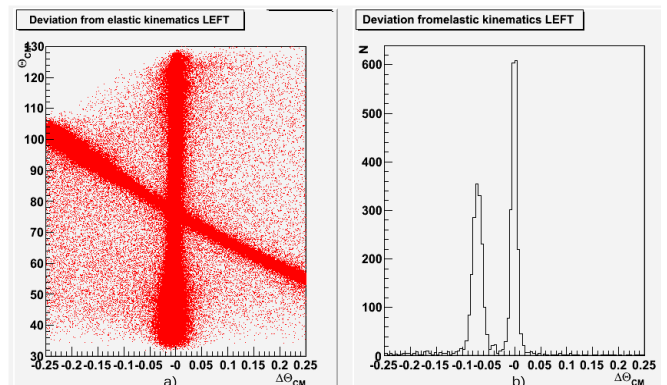 Deviation from elastic kinematics LEFT
Θ_CM
130
120
110
100
90
80
70
60
50
40
30
-0.25 -0.2 -0.15 -0.1 -0.05 -0 0.05 0.1 0.15 0.2 0.25
a)
ΔΘ_CM
Deviation fromelastic kinematics LEFT
N
600
500
400
300
200
100
0
-0.25 -0.2 -0.15 -0.1 -0.05 -0 0.05 0.1 0.15 0.2 0.25
b)
ΔΘ_CM